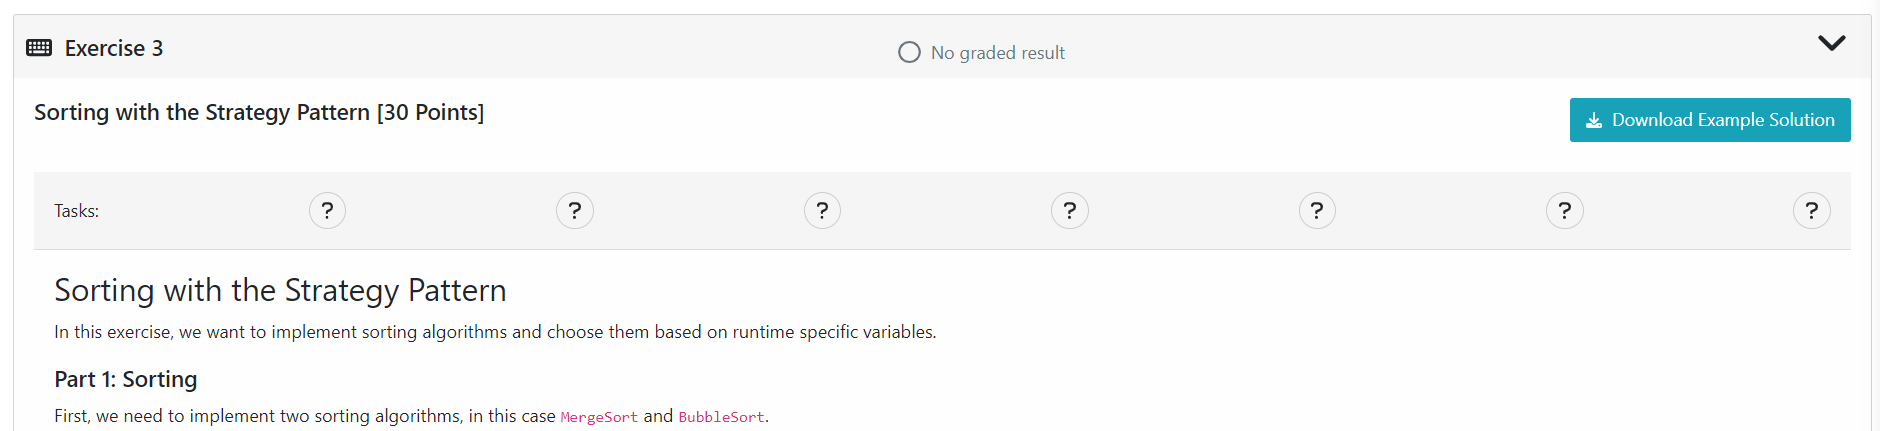 Exercise 3
No graded result
Sorting with the Strategy Pattern [30 Points]
Download Example Solution
Tasks:
? ? ? ? ? ? ?
Sorting with the Strategy Pattern
In this exercise, we want to implement sorting algorithms and choose them based on runtime specific variables.
Part 1: Sorting
First, we need to implement two sorting algorithms, in this case MergeSort and BubbleSort.